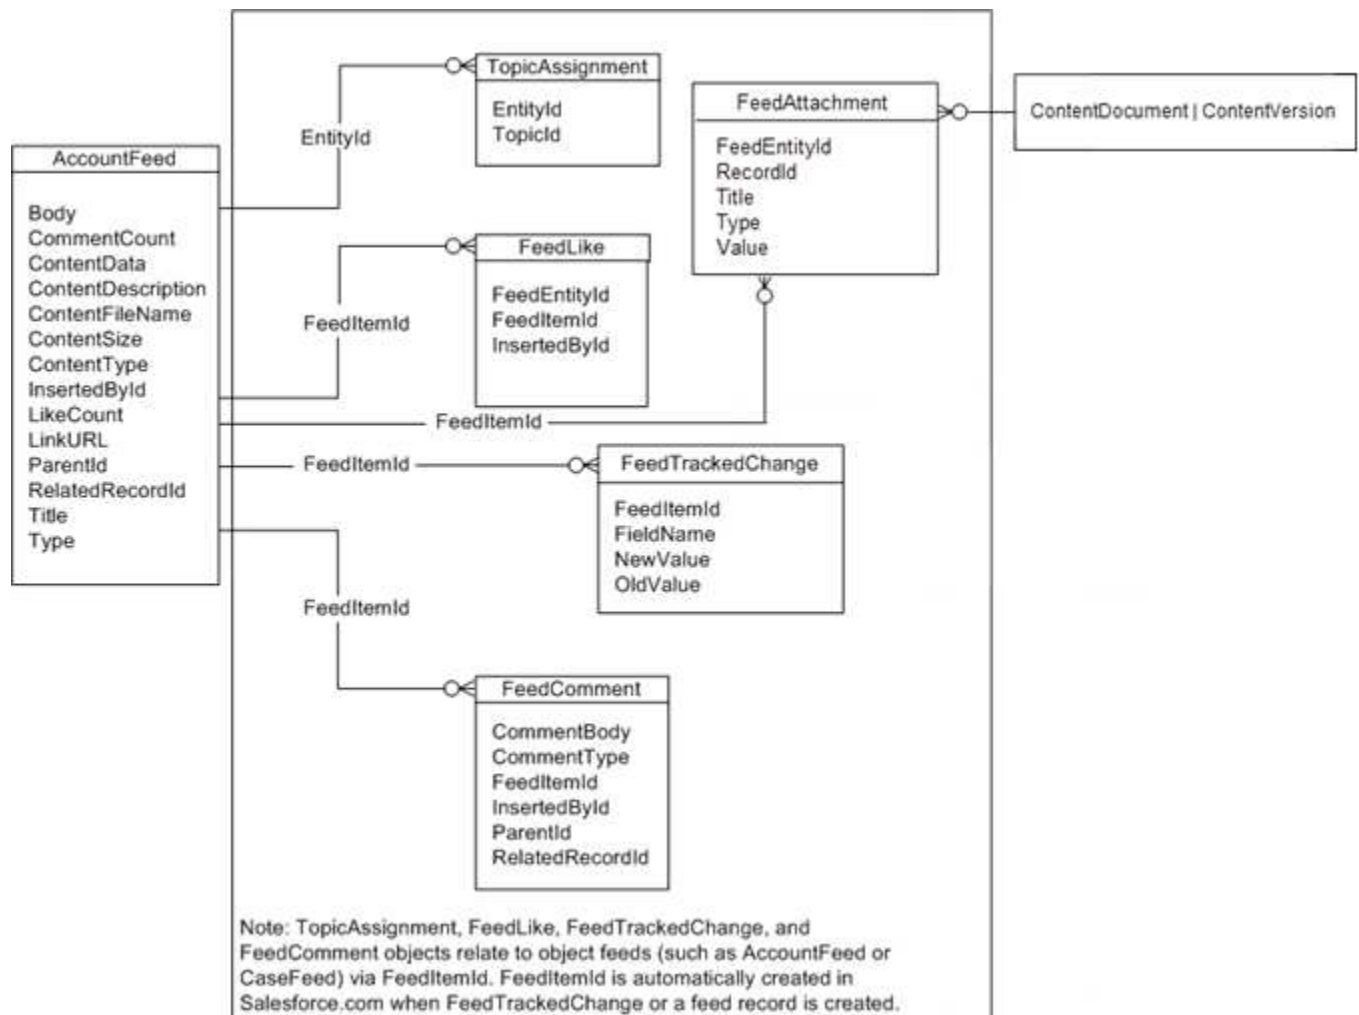 AccountFeed
Body
CommentCount
ContentData
ContentDescription
ContentFileName
ContentSize
ContentType
InsertedById
LikeCount
LinkURL
ParentId
RelatedRecordId
Title
Type
EntityId
TopicAssignment
EntityId
TopicId
FeedItemId
FeedLike
FeedEntityId
FeedItemId
InsertedById
FeedItemId
FeedAttachment
FeedEntityId
RecordId
Title
Type
Value
ContentDocument | ContentVersion
FeedItemId
FeedTrackedChange
FeedItemId
FieldName
NewValue
OldValue
FeedItemId
FeedComment
CommentBody
CommentType
FeedItemId
InsertedById
ParentId
RelatedRecordId
Note: TopicAssignment, FeedLike, FeedTrackedChange, and
FeedComment objects relate to object feeds (such as AccountFeed or
CaseFeed) via FeedItemId. FeedItemId is automatically created in
Salesforce.com when FeedTrackedChange or a feed record is created.